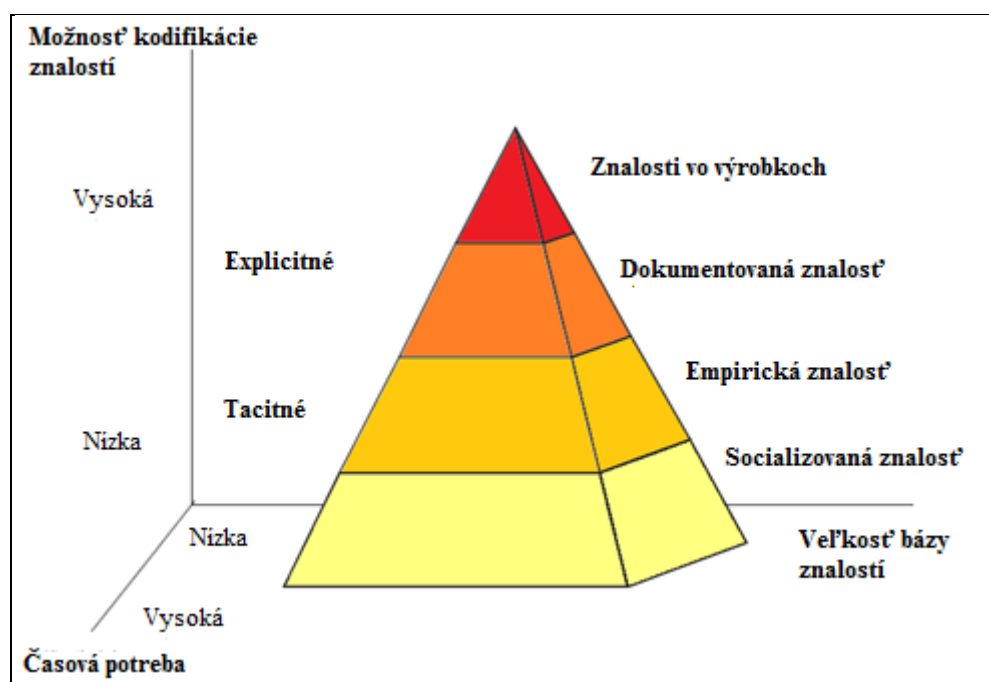 Možnosť kodifikácie
znalostí
Znalosti vo výrobkoch
Vysoká
Explicitné
Dokumentovaná znalosť
Empirická znalosť
Tacitné
Nízka
Socializovaná znalosť
Nízka
Veľkosť bázy
znalostí
Vysoká
Časová potreba